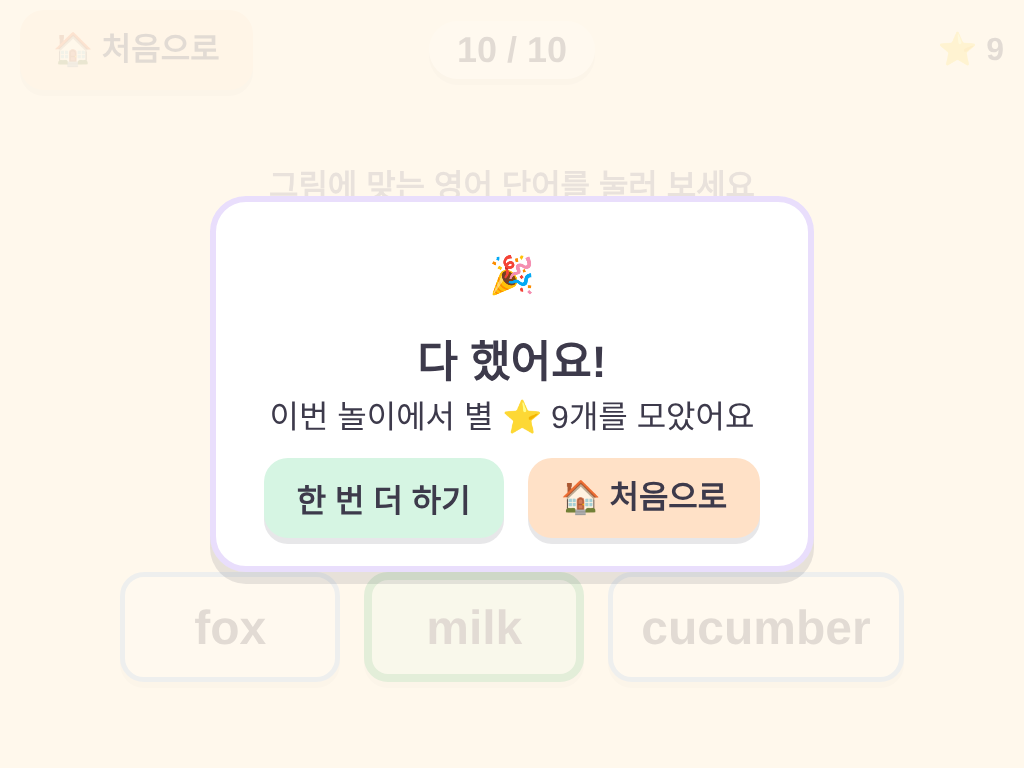 🏠 처음으로
10 / 10
⭐ 9
그림에 맞는 영어 단어를 눌러 보세요
🎉
다 했어요!
이번 놀이에서 별 ⭐ 9개를 모았어요
한 번 더 하기
🏠 처음으로
fox
milk
cucumber